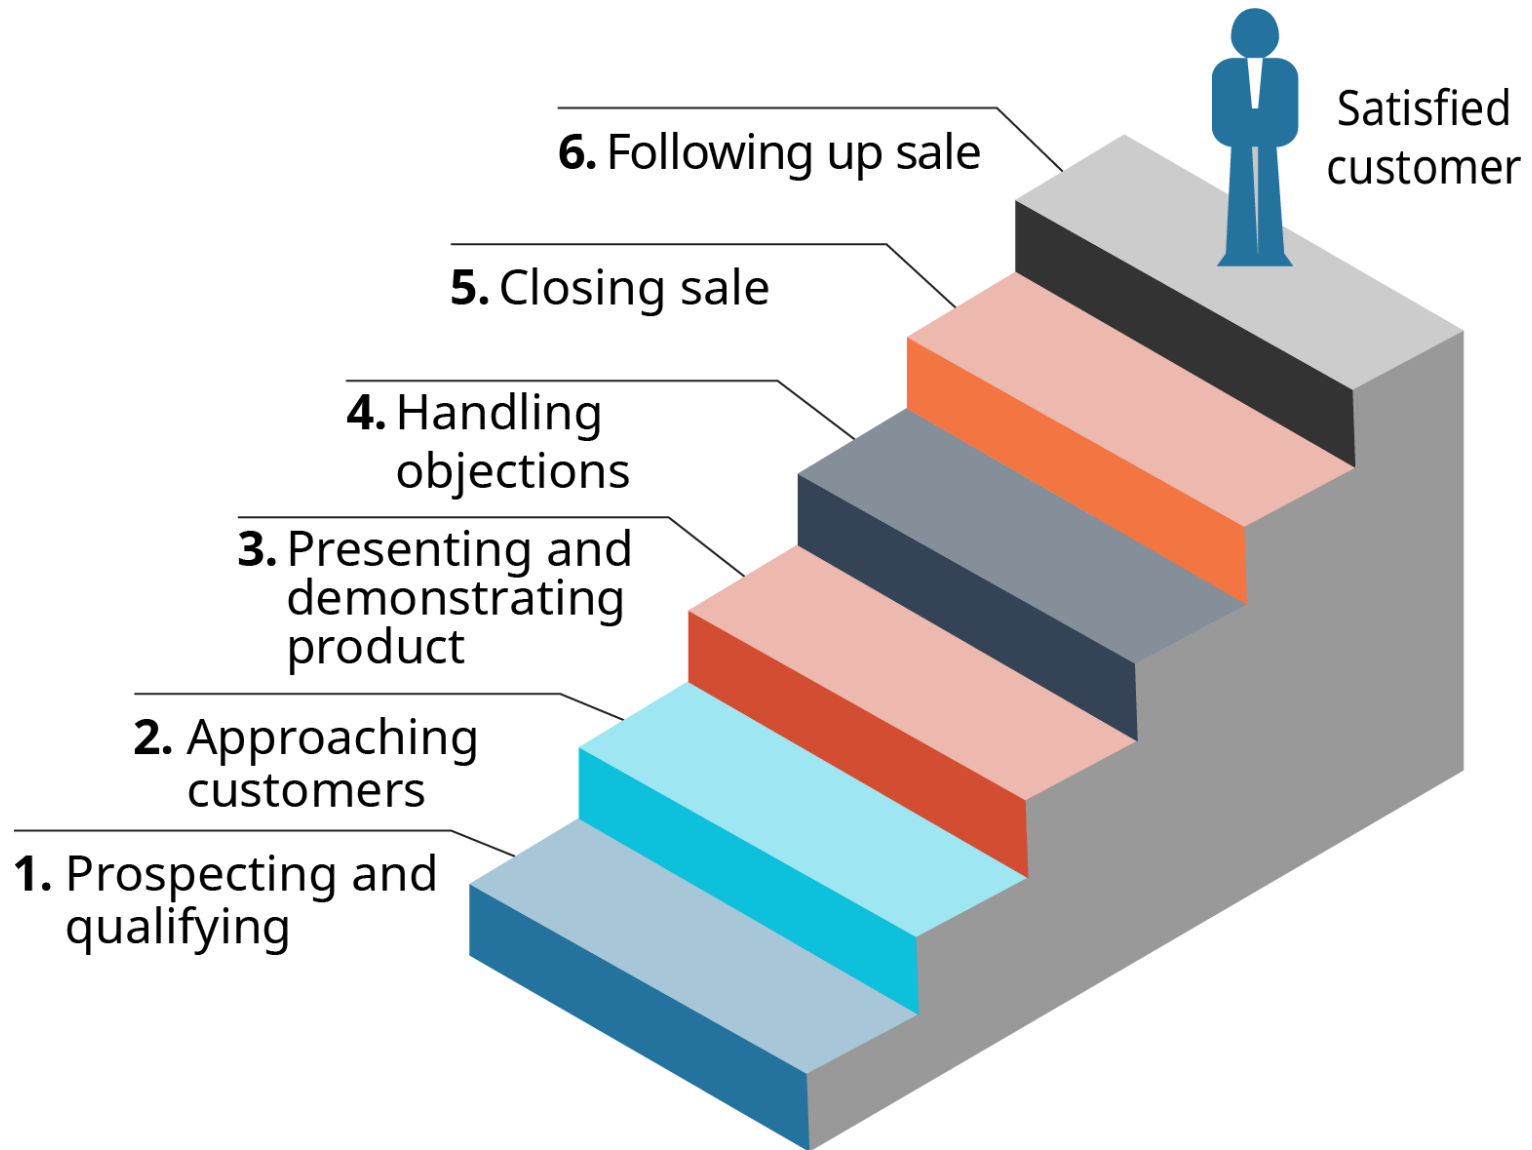 Satisfied
customer
6. Following up sale
5. Closing sale
4. Handling
objections
3. Presenting and
demonstrating
product
2. Approaching
customers
1. Prospecting and
qualifying